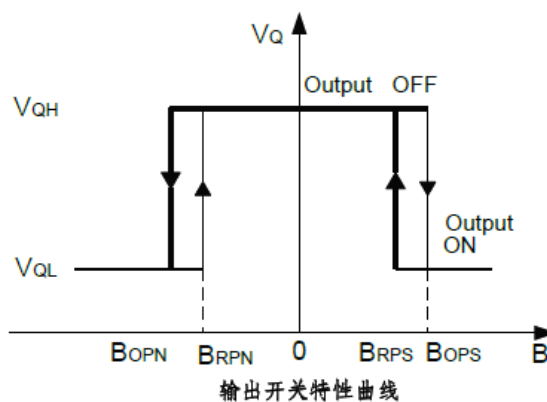 VQ
Output OFF
VQH
Output
ON
VQL
BOPN BRPN 0 BRPS BOPS B
输出开关特性曲线